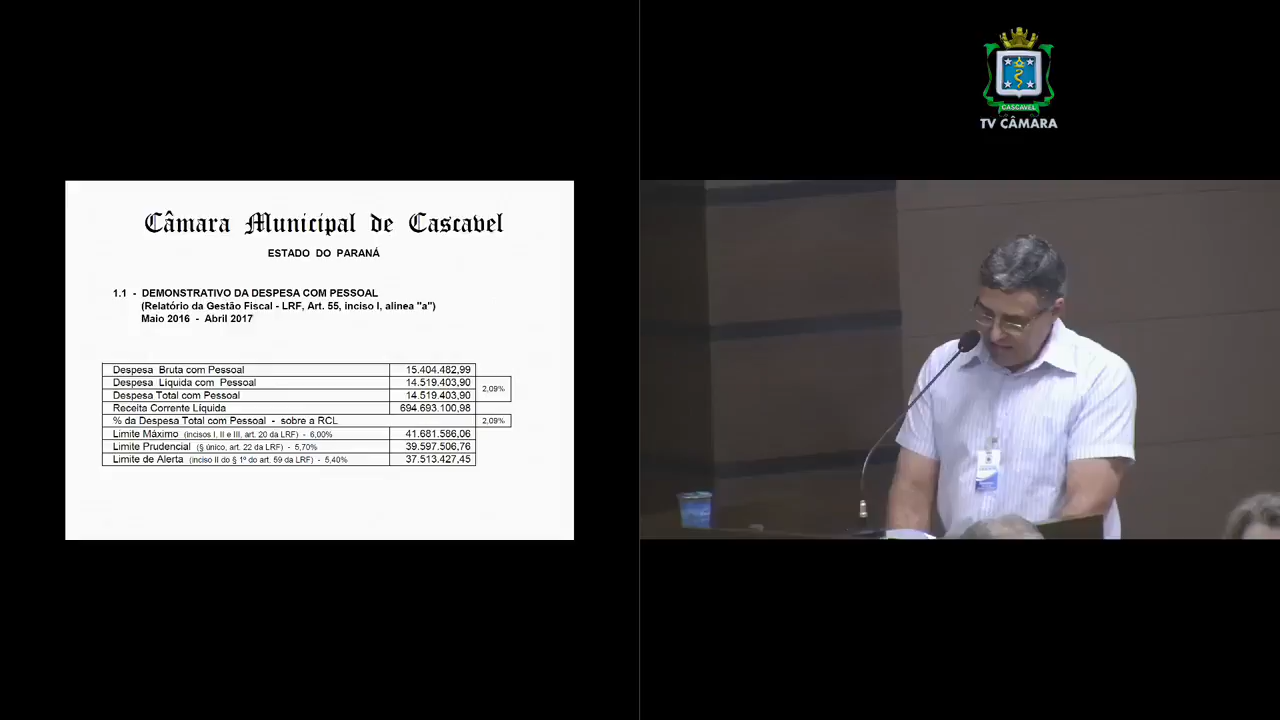 Câmara Municipal de Cascavel
ESTADO DO PARANÁ
1.1 - DEMONSTRATIVO DA DESPESA COM PESSOAL
(Relatório da Gestão Fiscal - LRF, Art. 55, inciso I, alinea "a")
Maio 2016 - Abril 2017
Despesa Bruta com Pessoal 15.404.482,99
Despesa Líquida com Pessoal 14.519.403,90
2,09%
Despesa Total com Pessoal 14.519.403,90
Receita Corrente Líquida 694.693.100,98
% da Despesa Total com Pessoal - sobre a RCL 2,09%
Limite Máximo (incisos I, II e III, art. 20 da LRF) - 6,00% 41.681.586,06
Limite Prudencial (§ único, art. 22 da LRF) - 5,70% 39.597.506,76
Limite de Alerta (inciso II do § 1º do art. 59 da LRF) - 5,40% 37.513.427,45
CASCAVEL
TV CÂMARA